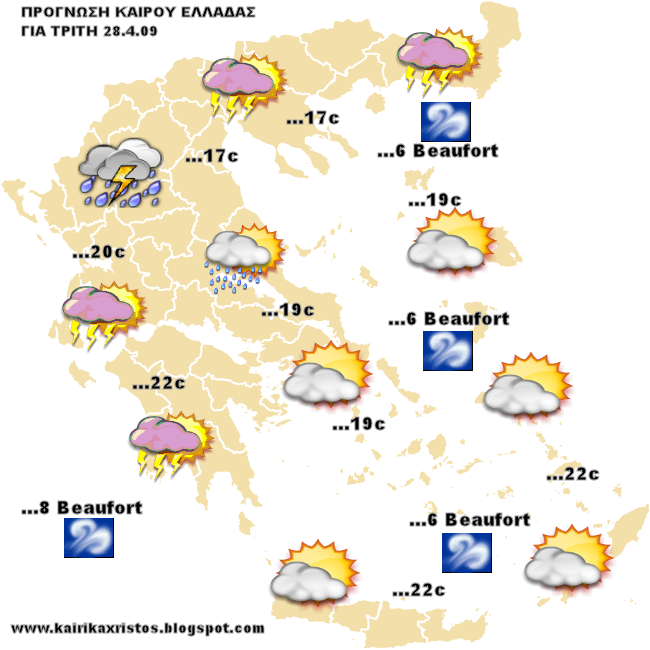 ΠΡΟΓΝΩΣΗ ΚΑΙΡΟΥ ΕΛΛΑΔΑΣ
ΓΙΑ ΤΡΙΤΗ 28.4.09
...17c
...17c
...6 Beaufort
...19c
...20c
...19c
...6 Beaufort
...22c
...19c
...22c
...8 Beaufort
...6 Beaufort
...22c
www.kairikaxristos.blogspot.com